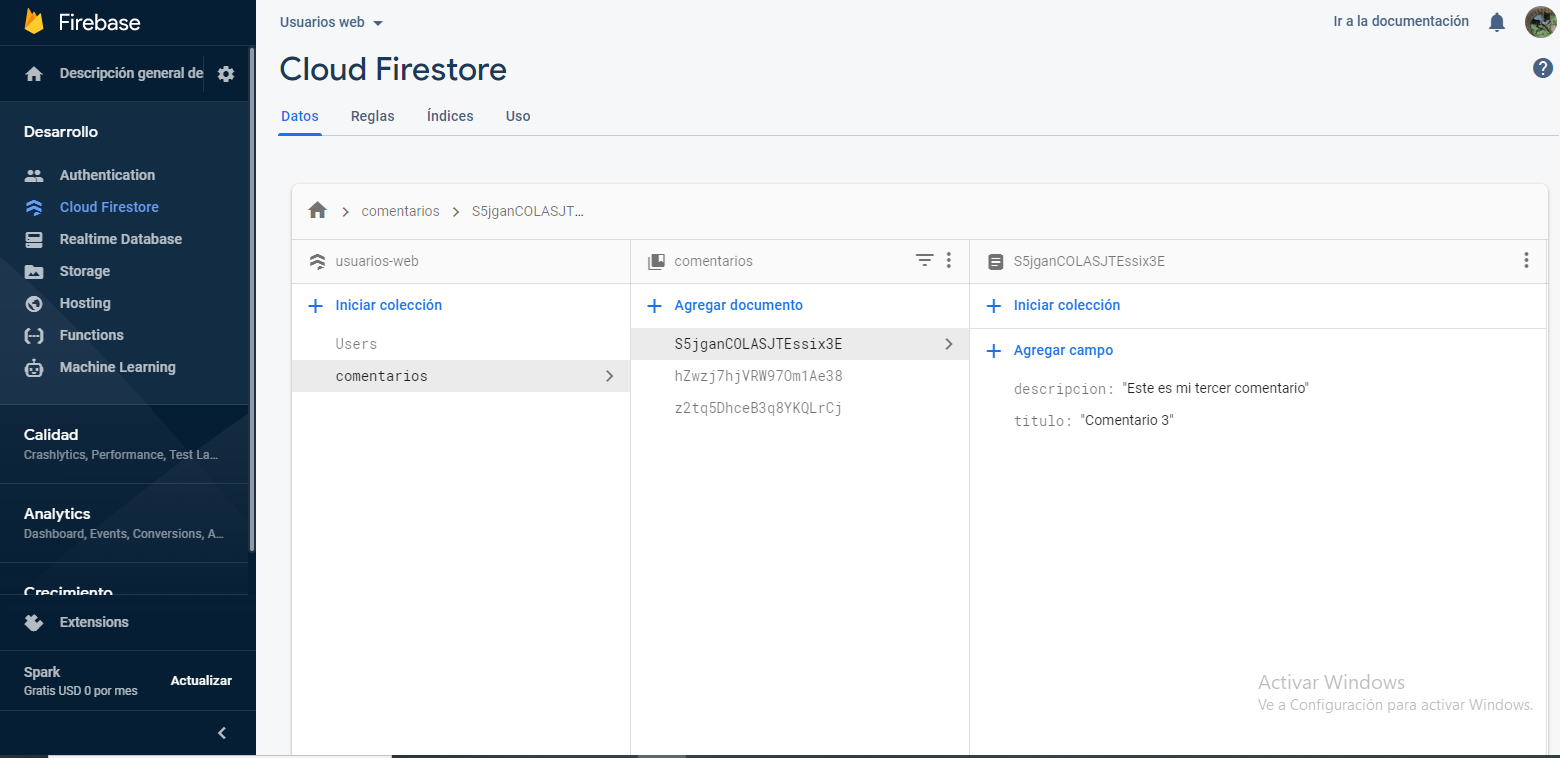 Firebase
Descripción general de
Desarrollo
Authentication
Cloud Firestore
Realtime Database
Storage
Hosting
Functions
Machine Learning
Calidad
Crashlytics, Performance, Test La...
Analytics
Dashboard, Events, Conversions, A...
Crecimiento
Extensions
Spark
Gratis USD 0 por mes
Actualizar
Usuarios web
Ir a la documentación
Cloud Firestore
Datos Reglas Índices Uso
comentarios S5jganCOLASJT...
usuarios-web
Iniciar colección
Users
comentarios
comentarios
Agregar documento
S5jganCOLASJTEssix3E
hZwzj7hjVRW97Om1Ae38
z2tq5DhceB3q8YKQLrCj
S5jganCOLASJTEssix3E
Iniciar colección
Agregar campo
descripcion: "Este es mi tercer comentario"
titulo: "Comentario 3"
Activar Windows
Ve a Configuración para activar Windows.